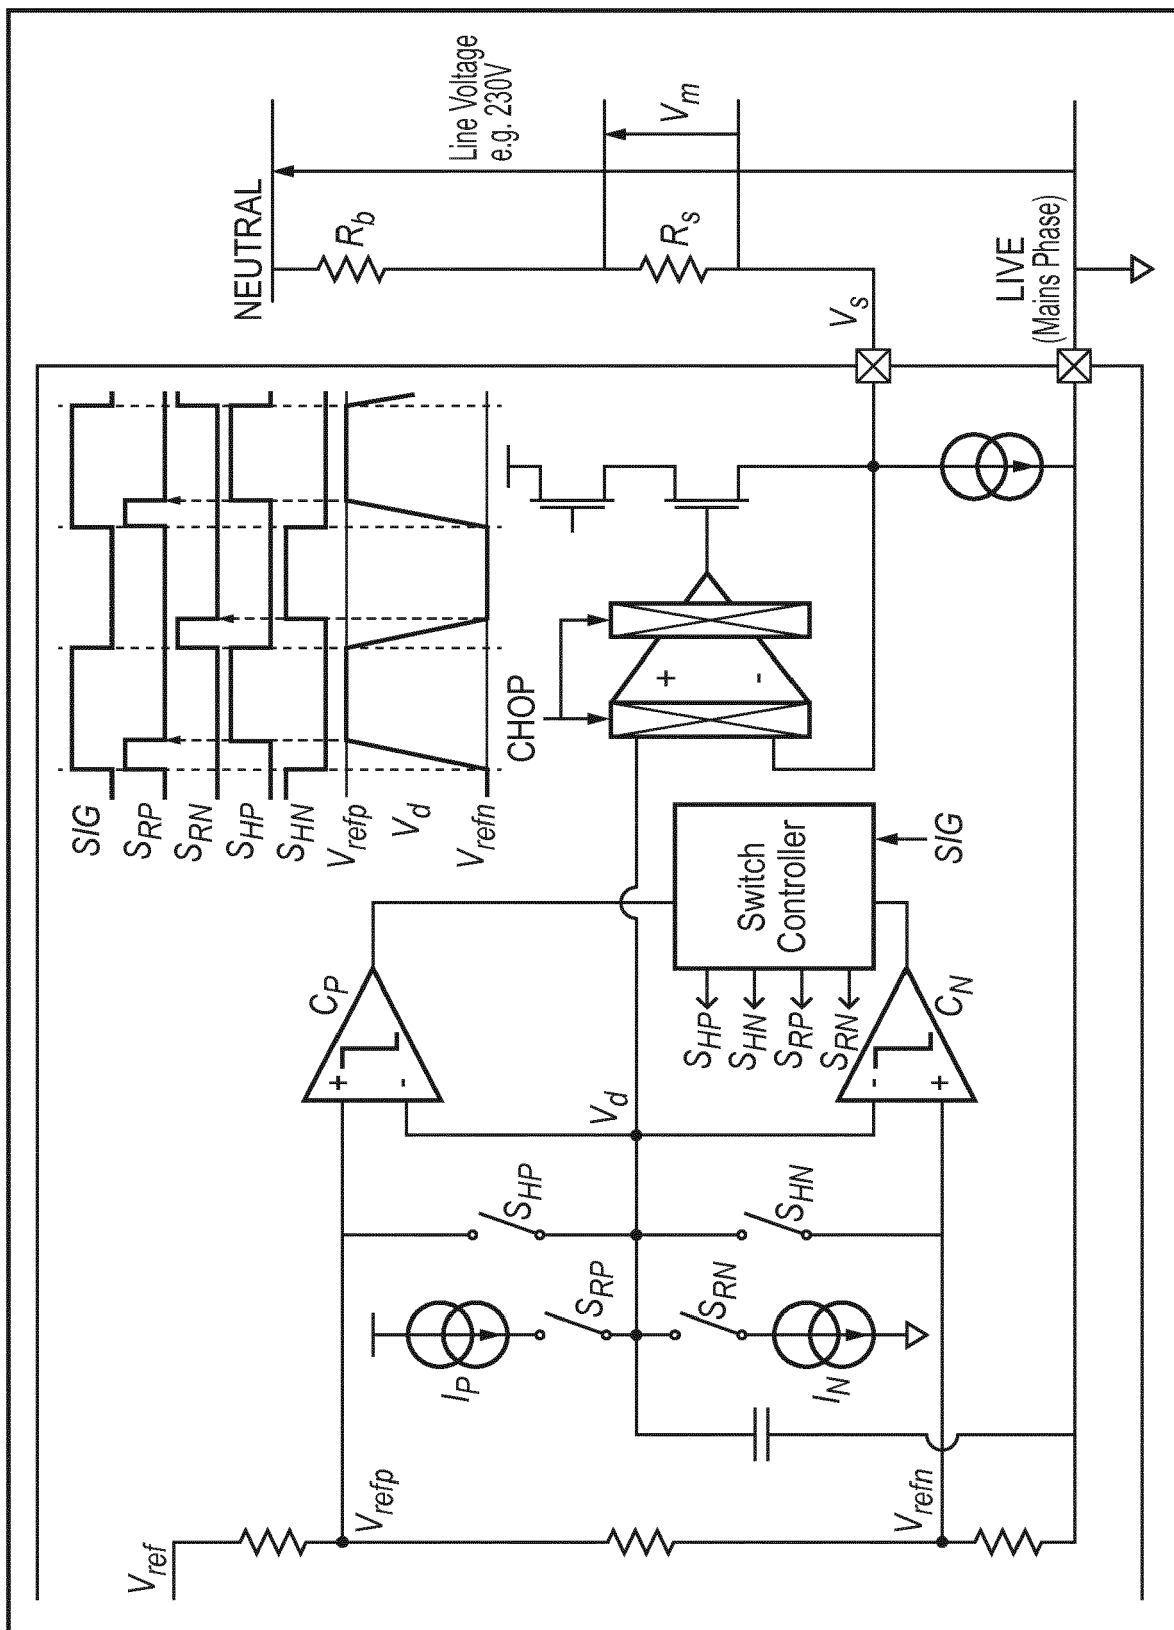 SIG
S_RP
S_RN
S_HP
S_HN
V_refp
V_d
V_refn
NEUTRAL
R_b
Line Voltage
e.g. 230V
R_s
V_m
V_s
LIVE
(Mains Phase)
CHOP
+
-
C_P
+
-
Switch
Controller
SIG
S_HP
S_HN
S_RP
S_RN
C_N
-
+
V_d
S_HP
S_HN
S_RP
S_RN
I_P
I_N
V_ref
V_refp
V_refn